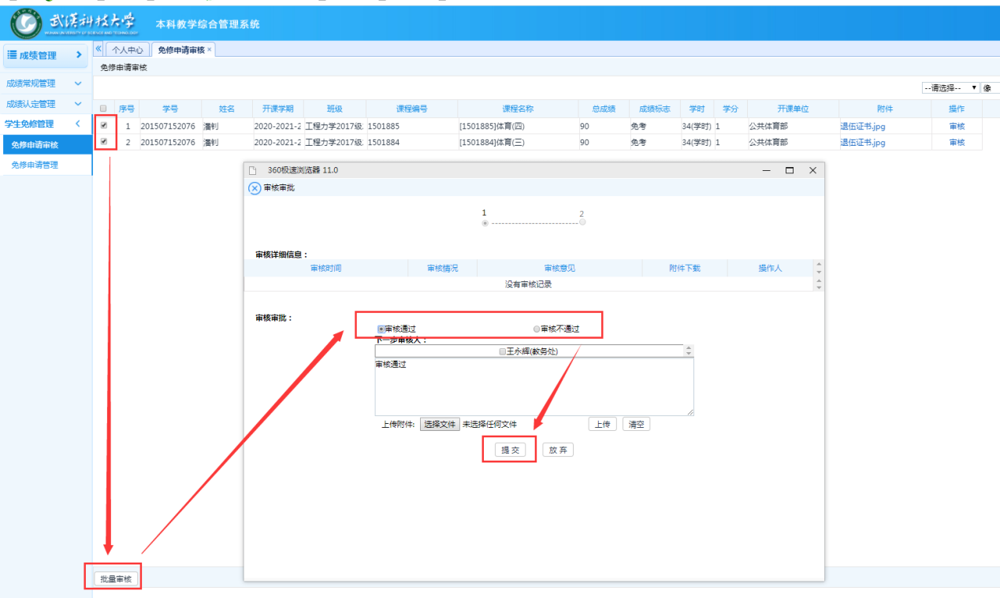 武汉科技大学 本科教学综合管理系统
成绩管理
个人中心 免修申请审核 ×
免修申请审核
成绩常规管理
--请选择--
成绩认定管理
序号 学号 姓名 开课学期 班级 课程编号 课程名称 总成绩 成绩标志 学时 学分 开课单位 附件 操作
学生免修管理
1 201507152076 潘钊 2020-2021-2 工程力学2017级 1501885 [1501885]体育(四) 90 免考 34(学时) 1 公共体育部 退伍证书.jpg 审核
免修申请审核
2 201507152076 潘钊 2020-2021-2 工程力学2017级 1501884 [1501884]体育(三) 90 免考 34(学时) 1 公共体育部 退伍证书.jpg 审核
免修申请管理
360极速浏览器 11.0
审核审批
1 2
审核详细信息：
审核时间 审核情况 审核意见 附件下载 操作人
没有审核记录
审核审批：
审核通过 审核不通过
下一步审核人：
王永辉(教务处)
审核通过
上传附件: 选择文件 未选择任何文件 上传 清空
提交 放弃
批量审核